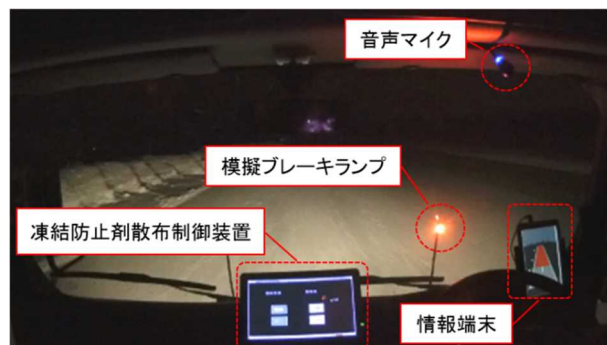 音声マイク
模擬ブレーキランプ
凍結防止剤散布制御装置
情報端末